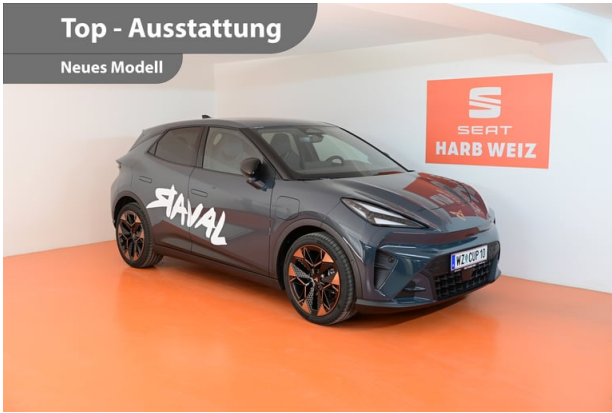 Top - Ausstattung
Neues Modell
SEAT
HARB WEIZ
RAVAL
WZ CUP 10